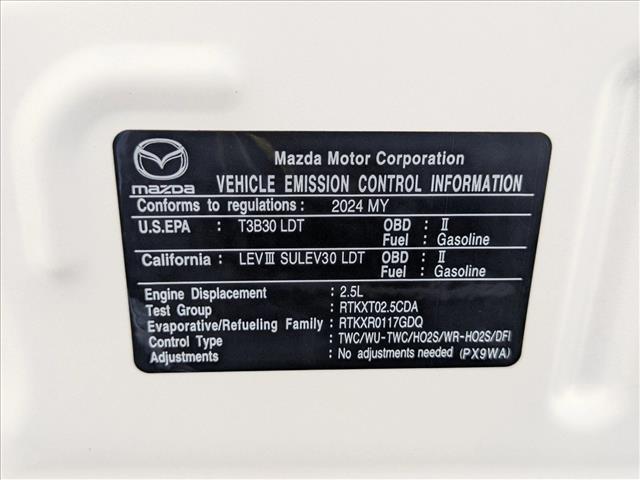 Mazda Motor Corporation
mazda VEHICLE EMISSION CONTROL INFORMATION
Conforms to regulations: 2024 MY
U.S.EPA : T3B30 LDT OBD : Ⅱ
Fuel : Gasoline
California : LEVⅢ SULEV30 LDT OBD : Ⅱ
Fuel : Gasoline
Engine Displacement : 2.5L
Test Group : RTKXT02.5CDA
Evaporative/Refueling Family : RTKXR0117GDQ
Control Type : TWC/WU-TWC/HO2S/WR-HO2S/DFI
Adjustments : No adjustments needed (PX9WA)